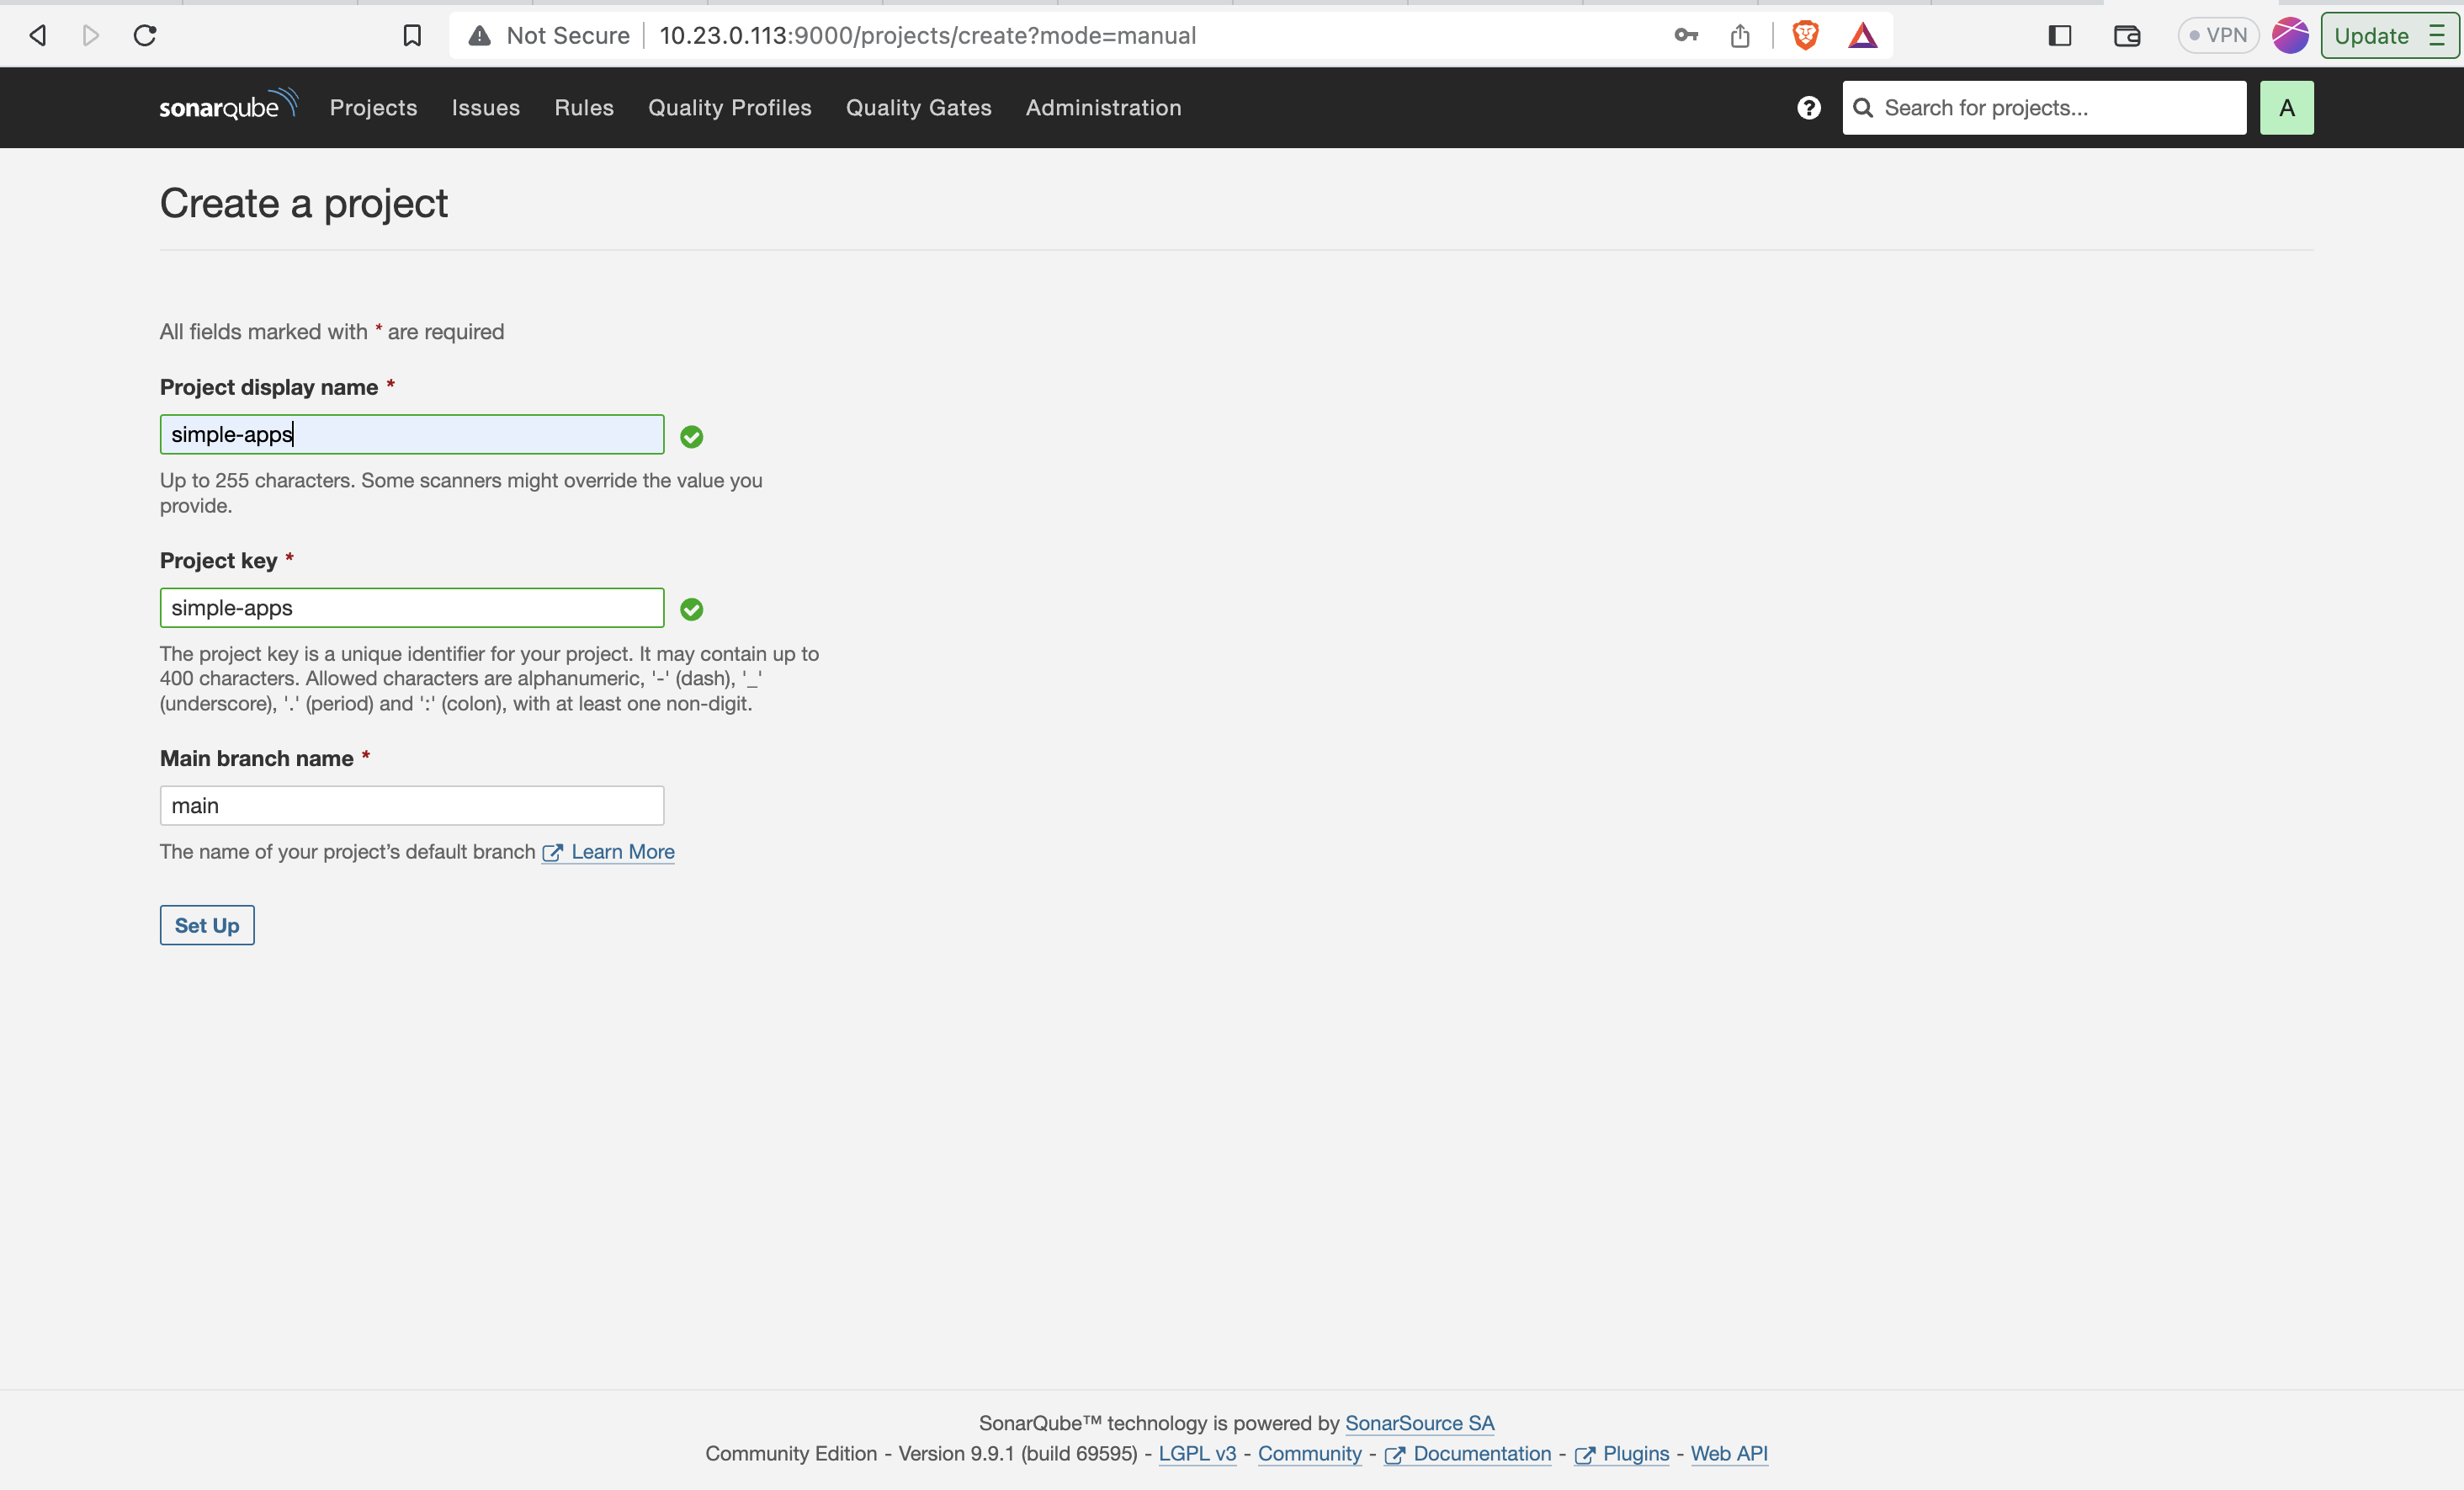 Not Secure 10.23.0.113:9000/projects/create?mode=manual VPN Update
sonarqube Projects Issues Rules Quality Profiles Quality Gates Administration ? Search for projects... A
Create a project
All fields marked with * are required
Project display name *
simple-apps
Up to 255 characters. Some scanners might override the value you
provide.
Project key *
simple-apps
The project key is a unique identifier for your project. It may contain up to
400 characters. Allowed characters are alphanumeric, '-' (dash), '_'
(underscore), '.' (period) and ':' (colon), with at least one non-digit.
Main branch name *
main
The name of your project’s default branch Learn More
Set Up
SonarQube™ technology is powered by SonarSource SA
Community Edition - Version 9.9.1 (build 69595) - LGPL v3 - Community - Documentation - Plugins - Web API